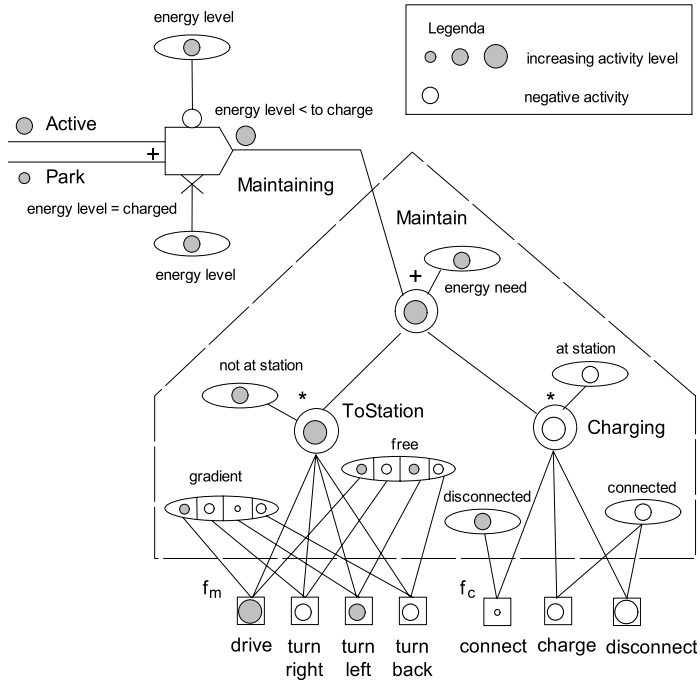 energy level
Legenda
increasing activity level
negative activity
energy level < to charge
Active
+
Park
Maintaining
energy level = charged
energy level
Maintain
+
energy need
not at station
at station
*
*
ToStation
Charging
free
gradient
disconnected
connected
fm
fc
drive
turn
right
turn
left
turn
back
connect
charge
disconnect